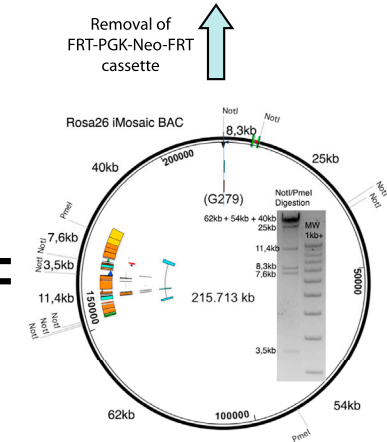 Removal of
FRT-PGK-Neo-FRT
cassette
NotI
NotI
Rosa26 iMosaic BAC
8,3kb
200000
40kb
25kb
(G279)
NotI/PmeI
Digestion
NotI
NotI
PmeI
62kb + 54kb + 40kb
25kb
MW
1kb+
7,6kb
NotI
11,4kb
NotI
3,5kb
8,3kb
7,6kb
50000
11,4kb
215.713 kb
150000
NotI
NotI
NotI
3,5kb
62kb
100000
54kb
PmeI